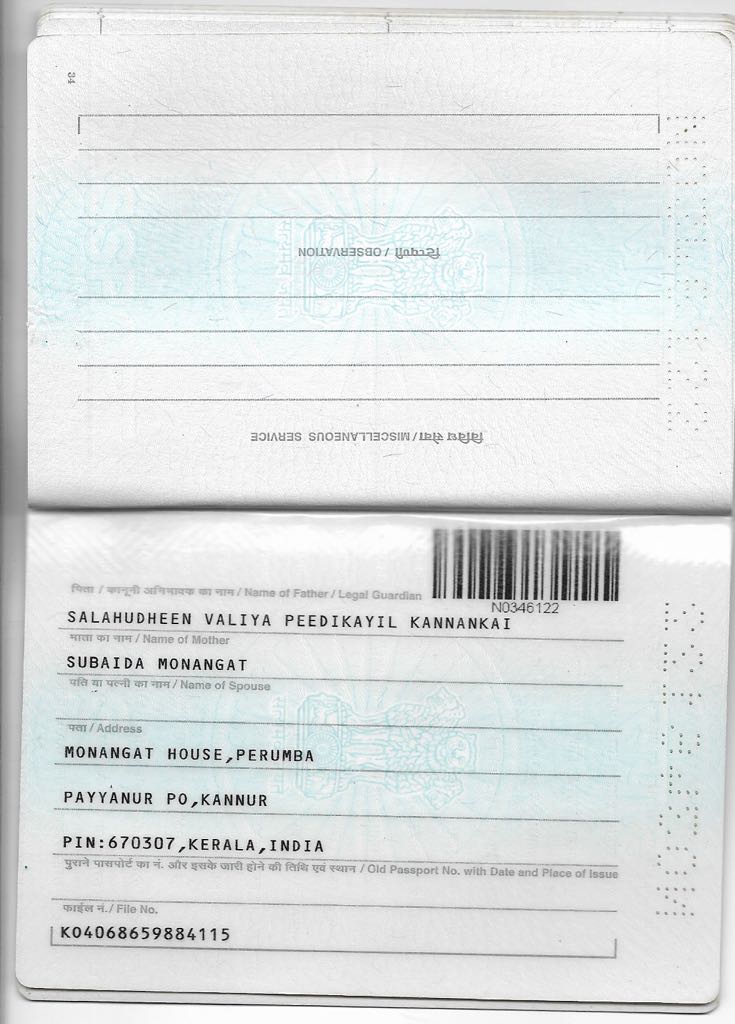 34
टिप्पणी / OBSERVATION
विविध सेवा / MISCELLANEOUS SERVICE
N0346122
पिता / कानूनी अभिभावक का नाम / Name of Father / Legal Guardian
SALAHUDHEEN VALIYA PEEDIKAYIL KANNANKAI
माता का नाम / Name of Mother
SUBAIDA MONANGAT
पति या पत्नी का नाम / Name of Spouse
पता / Address
MONANGAT HOUSE,PERUMBA
PAYYANUR PO,KANNUR
PIN:670307,KERALA,INDIA
पुराने पासपोर्ट का नं. और इसके जारी होने की तिथि एवं स्थान / Old Passport No. with Date and Place of Issue
फाईल नं. / File No.
KO4068659884115
N0346122